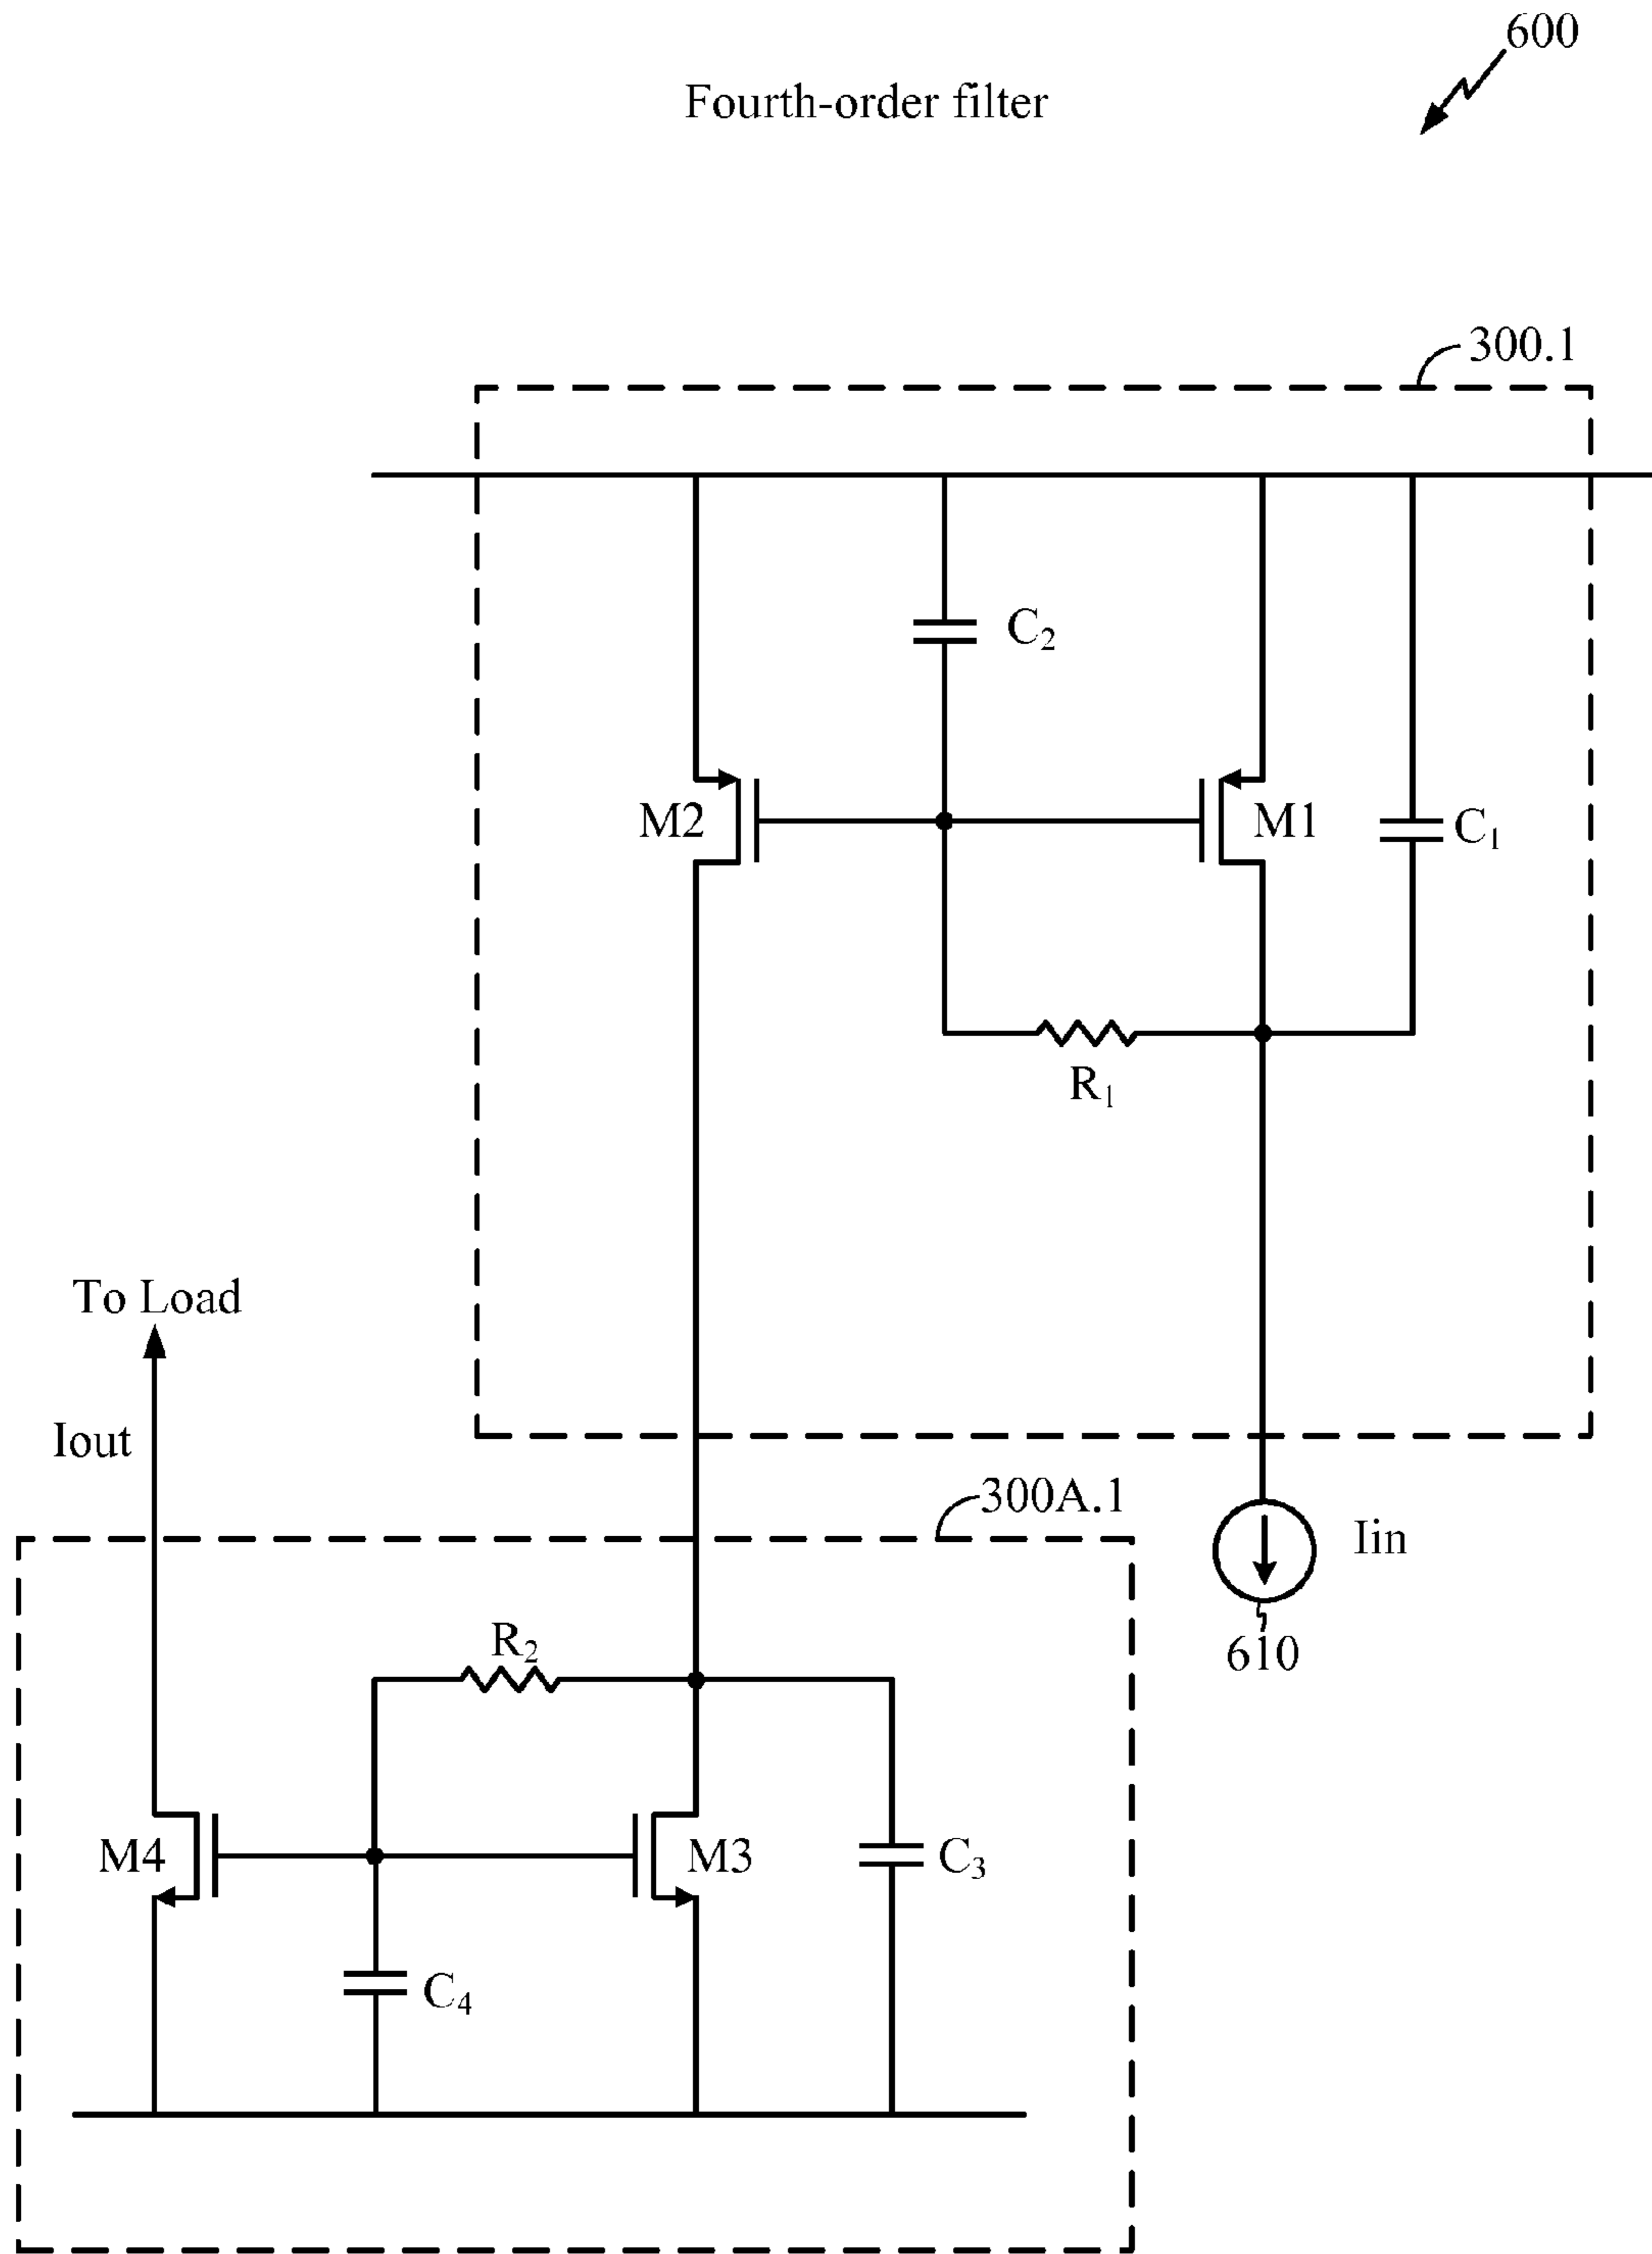 600
Fourth-order filter
300.1
C₂
M2
M1
C₁
R₁
To Load
Iout
300A.1
Iin
R₂
610
M4
M3
C₃
C₄